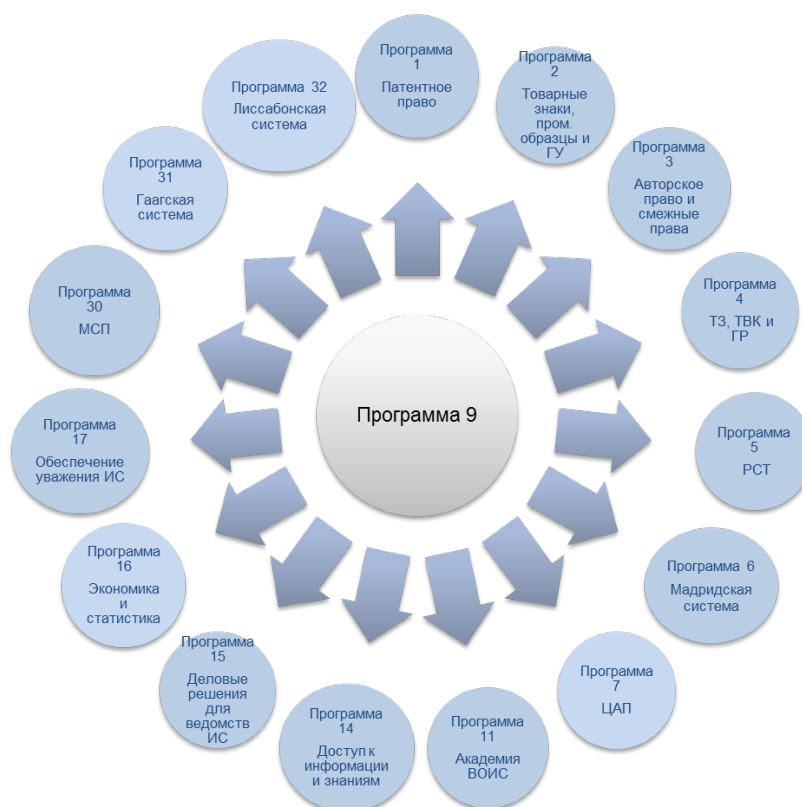 Программа
1
Патентное
право
Программа
2
Товарные
знаки,
пром.
образцы и
ГУ
Программа
3
Авторское
право и
смежные
права
Программа
4
ТЗ, ТВК и
ГР
Программа
5
РСТ
Программа 6
Мадридская
система
Программа
7
ЦАП
Программа
11
Академия
ВОИС
Программа
14
Доступ к
информации
и знаниям
Программа
15
Деловые
решения
для
ведомств
ИС
Программа
16
Экономика
и
статистика
Программа
17
Обеспечение
уважения ИС
Программа
30
МСП
Программа
31
Гаагская
система
Программа 32
Лиссабонская
система
Программа 9